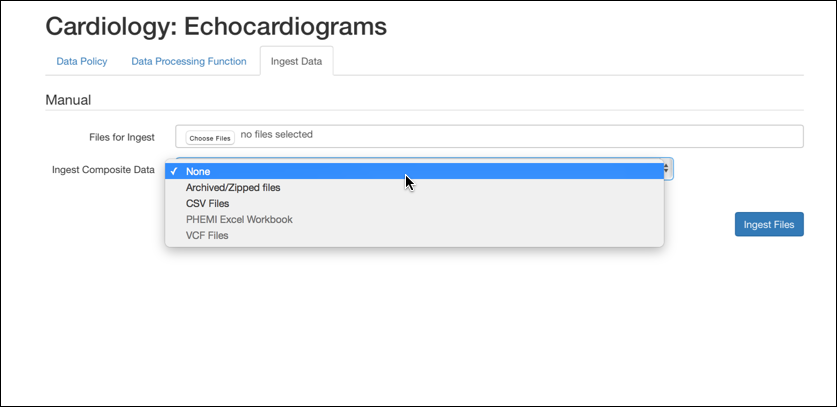 Cardiology: Echocardiograms
Data Policy Data Processing Function Ingest Data
Manual
Files for Ingest Choose Files no files selected
Ingest Composite Data ✓ None
Archived/Zipped files
CSV Files
PHEMI Excel Workbook
Ingest Files
VCF Files